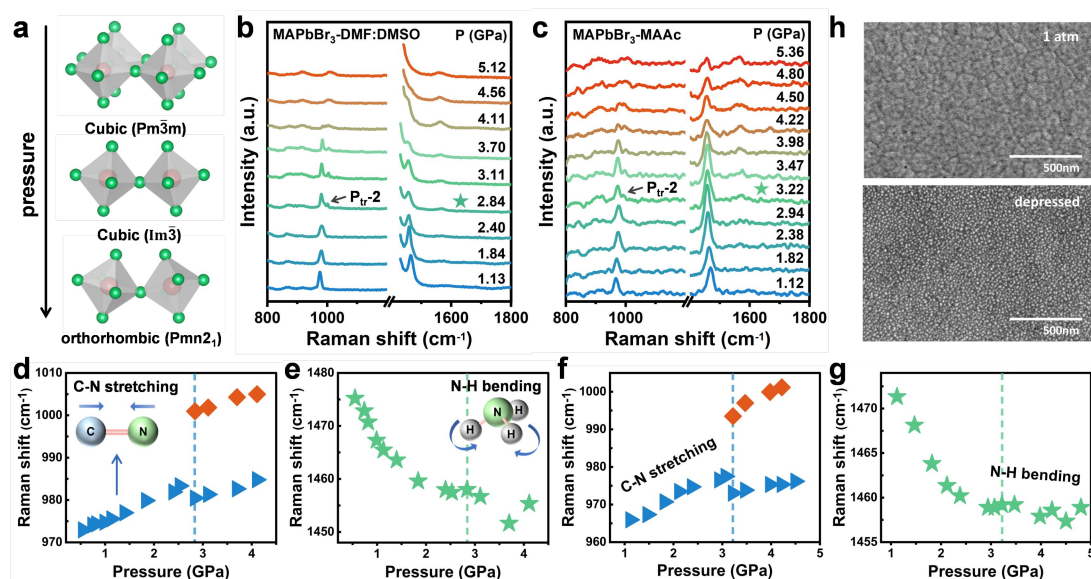 a
pressure
Cubic (Pm3̅m)
Cubic (Im3̅)
orthorhombic (Pmn2₁)
b
MAPbBr₃-DMF:DMSO
P (GPa)
5.12
4.56
4.11
3.70
3.11
Pₜᵣ-2
2.84
2.40
1.84
1.13
Intensity (a.u.)
800
1000
1600
1800
Raman shift (cm⁻¹)
c
MAPbBr₃-MAAc
P (GPa)
5.36
4.80
4.50
4.22
3.98
3.47
Pₜᵣ-2
3.22
2.94
2.38
1.82
1.12
Intensity (a.u.)
800
1000
1600
1800
Raman shift (cm⁻¹)
h
1 atm
500nm
depressed
500nm
d
C-N stretching
C
N
1010
1000
990
980
970
Raman shift (cm⁻¹)
0
1
2
3
4
Pressure (GPa)
e
N-H bending
N
H
H
H
1480
1470
1460
1450
Raman shift (cm⁻¹)
0
1
2
3
4
Pressure (GPa)
f
C-N stretching
1000
990
980
970
960
Raman shift (cm⁻¹)
0
1
2
3
4
5
Pressure (GPa)
g
N-H bending
1470
1465
1460
1455
Raman shift (cm⁻¹)
0
1
2
3
4
5
Pressure (GPa)